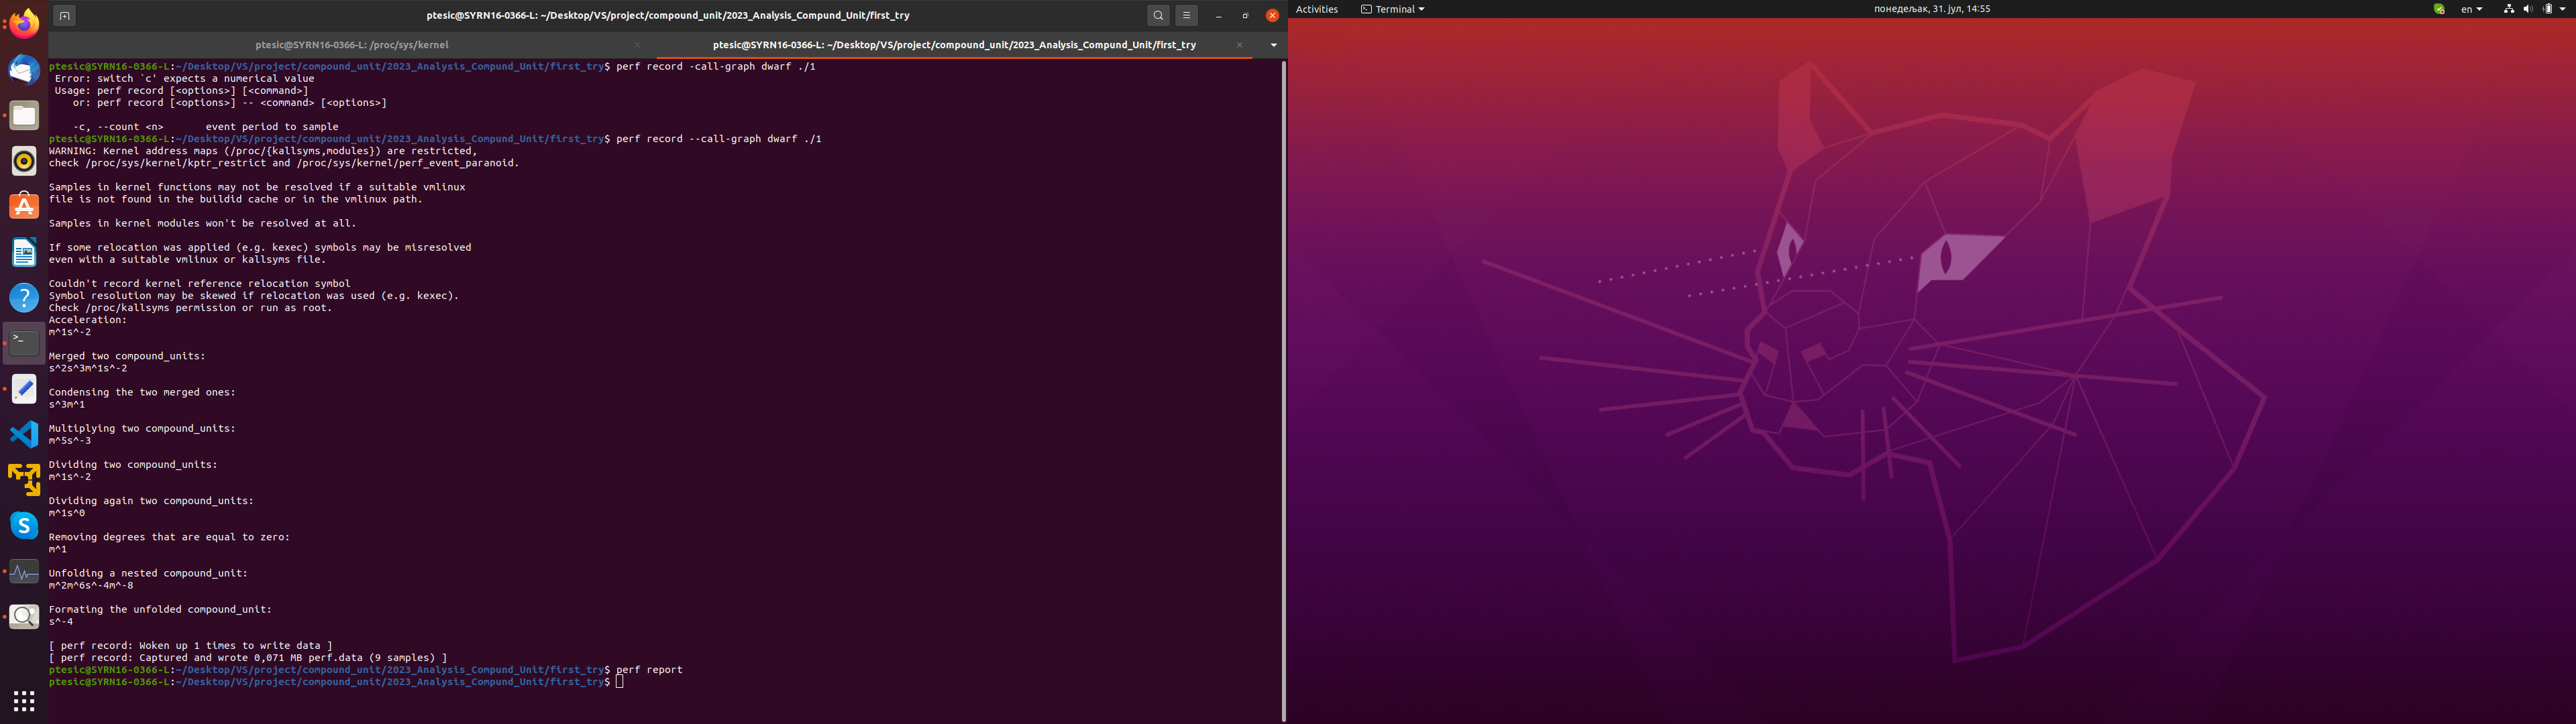 ptesic@SYRN16-0366-L: ~/Desktop/VS/project/compound_unit/2023_Analysis_Compund_Unit/first_try
Activities
Terminal
понедељак, 31. јул, 14:55
en
ptesic@SYRN16-0366-L: /proc/sys/kernel
ptesic@SYRN16-0366-L: ~/Desktop/VS/project/compound_unit/2023_Analysis_Compund_Unit/first_try
ptesic@SYRN16-0366-L:~/Desktop/VS/project/compound_unit/2023_Analysis_Compund_Unit/first_try$ perf record -call-graph dwarf ./1
Error: switch `c' expects a numerical value
Usage: perf record [<options>] [<command>]
or: perf record [<options>] -- <command> [<options>]
-c, --count <n> event period to sample
ptesic@SYRN16-0366-L:~/Desktop/VS/project/compound_unit/2023_Analysis_Compund_Unit/first_try$ perf record --call-graph dwarf ./1
WARNING: Kernel address maps (/proc/{kallsyms,modules}) are restricted,
check /proc/sys/kernel/kptr_restrict and /proc/sys/kernel/perf_event_paranoid.
Samples in kernel functions may not be resolved if a suitable vmlinux
file is not found in the buildid cache or in the vmlinux path.
Samples in kernel modules won't be resolved at all.
If some relocation was applied (e.g. kexec) symbols may be misresolved
even with a suitable vmlinux or kallsyms file.
Couldn't record kernel reference relocation symbol
Symbol resolution may be skewed if relocation was used (e.g. kexec).
Check /proc/kallsyms permission or run as root.
Acceleration:
m^1s^-2
Merged two compound_units:
s^2s^3m^1s^-2
Condensing the two merged ones:
s^3m^1
Multiplying two compound_units:
m^5s^-3
Dividing two compound_units:
m^1s^-2
Dividing again two compound_units:
m^1s^0
Removing degrees that are equal to zero:
m^1
Unfolding a nested compound_unit:
m^2m^6s^-4m^-8
Formating the unfolded compound_unit:
s^-4
[ perf record: Woken up 1 times to write data ]
[ perf record: Captured and wrote 0,071 MB perf.data (9 samples) ]
ptesic@SYRN16-0366-L:~/Desktop/VS/project/compound_unit/2023_Analysis_Compund_Unit/first_try$ perf report
ptesic@SYRN16-0366-L:~/Desktop/VS/project/compound_unit/2023_Analysis_Compund_Unit/first_try$